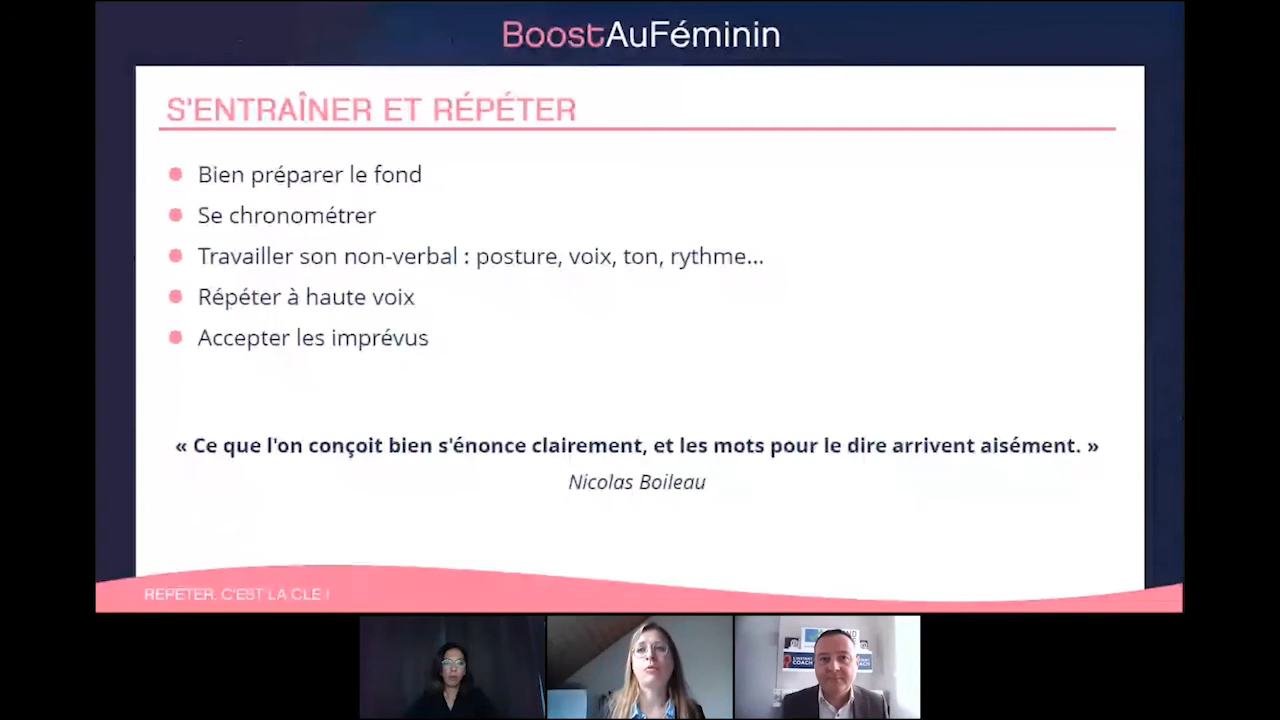 BoostAuFéminin
S'ENTRAÎNER ET RÉPÉTER
Bien préparer le fond
Se chronométrer
Travailler son non-verbal : posture, voix, ton, rythme...
Répéter à haute voix
Accepter les imprévus
« Ce que l'on conçoit bien s'énonce clairement, et les mots pour le dire arrivent aisément. »
Nicolas Boileau
RÉPÉTER, C'EST LA CLÉ !
COACH